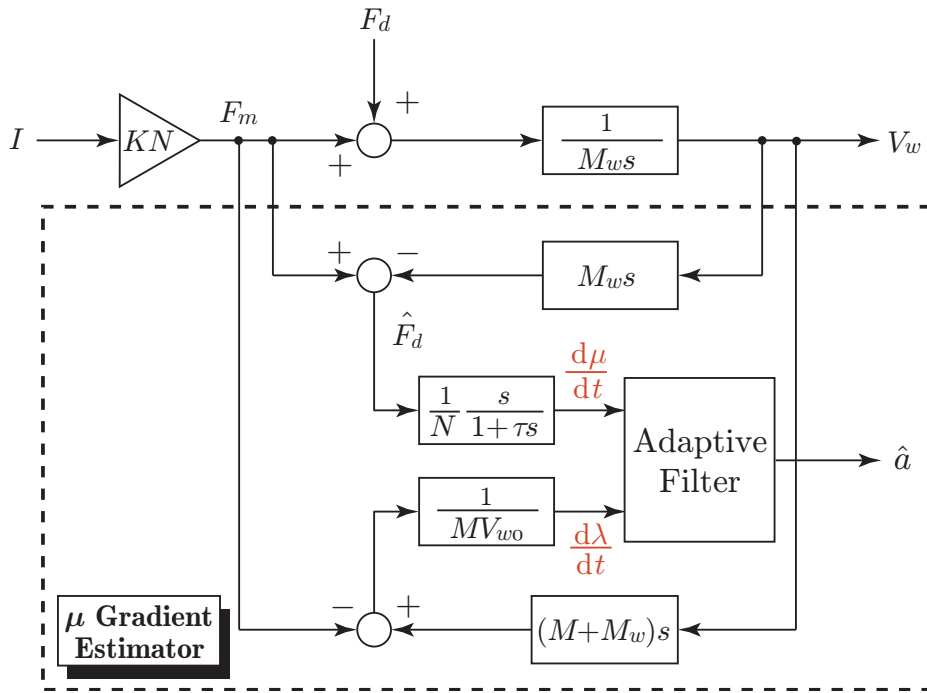 F_d
+
I
KN
F_m
+
1
M_w s
V_w
+
−
M_w s
F̂_d
1/N s/(1+τs)
dμ/dt
Adaptive
Filter
â
1
MV_wo
dλ/dt
−
+
(M+M_w)s
μ Gradient
Estimator